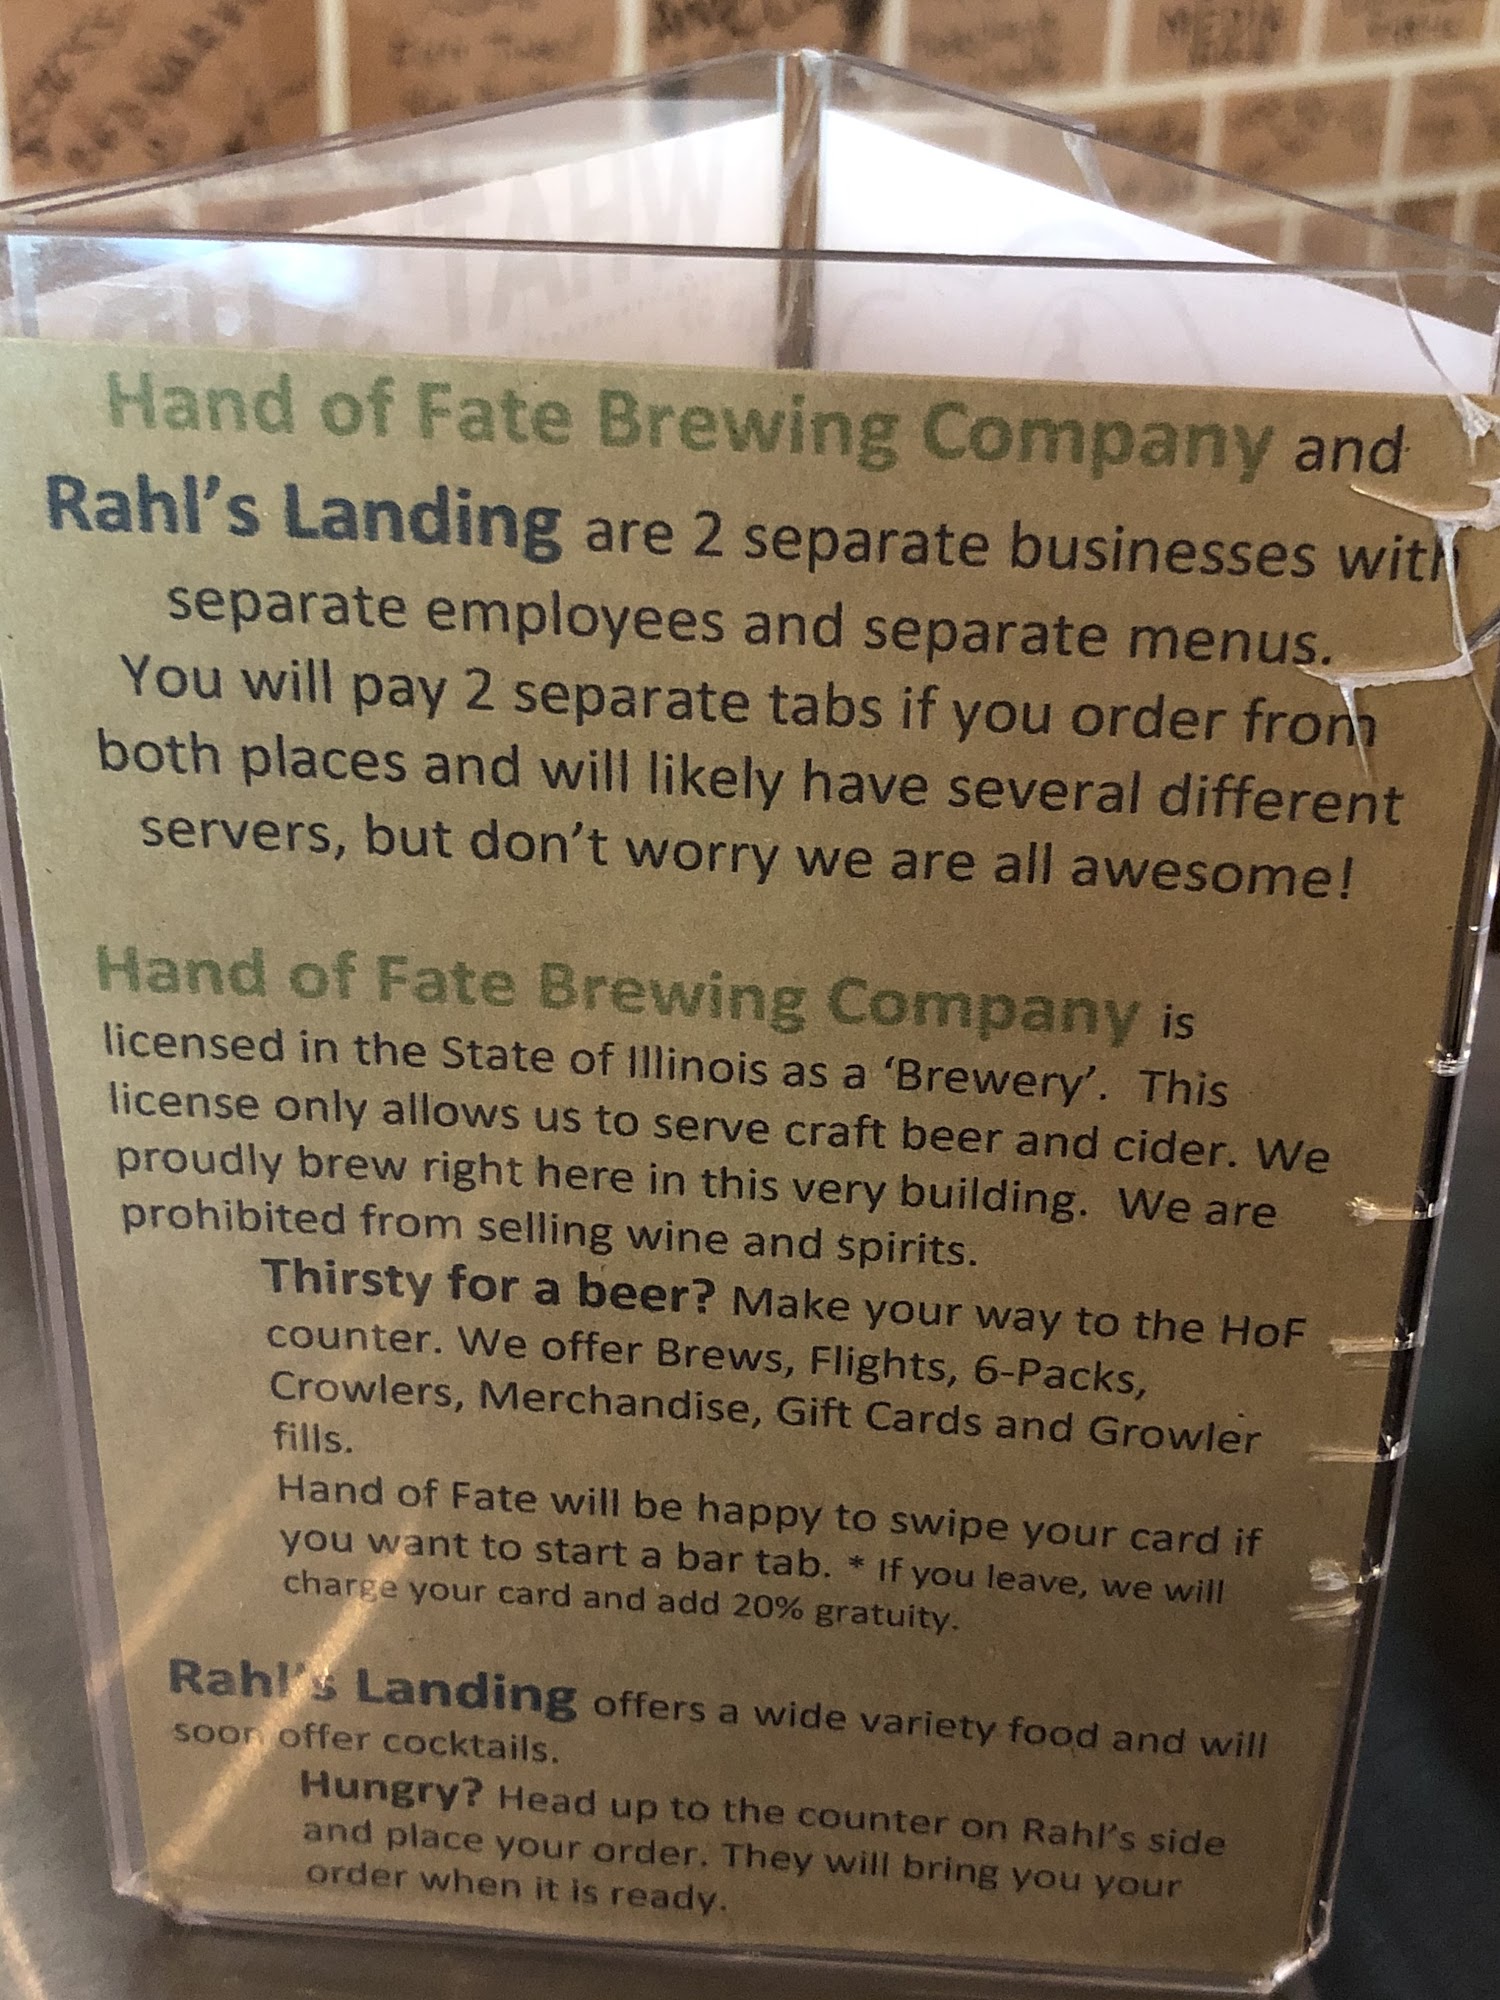 Hand of Fate Brewing Company and
Rahl's Landing are 2 separate businesses with
separate employees and separate menus.
You will pay 2 separate tabs if you order from
both places and will likely have several different
servers, but don't worry we are all awesome!
Hand of Fate Brewing Company is
licensed in the State of Illinois as a ‘Brewery’. This
license only allows us to serve craft beer and cider. We
proudly brew right here in this very building. We are
prohibited from selling wine and spirits.
Thirsty for a beer? Make your way to the HoF
counter. We offer Brews, Flights, 6-Packs,
Crowlers, Merchandise, Gift Cards and Growler
fills.
Hand of Fate will be happy to swipe your card if
you want to start a bar tab. * If you leave, we will
charge your card and add 20% gratuity.
Rahl's Landing offers a wide variety food and will
soon offer cocktails.
Hungry? Head up to the counter on Rahl's side
and place your order. They will bring you your
order when it is ready.